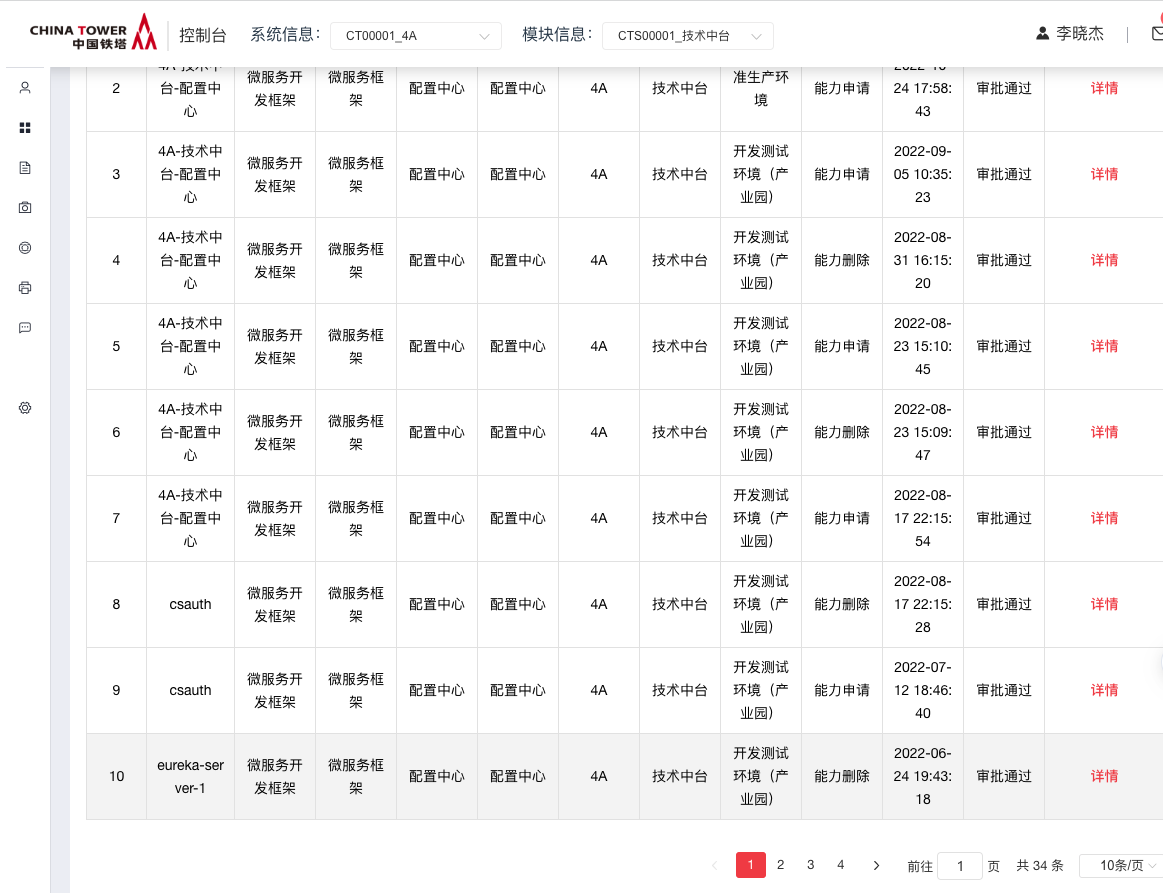 CHINA TOWER
中国铁塔
控制台
系统信息：
CT00001_4A
模块信息：
CTS00001_技术中台
李晓杰
2
台-配置中
心
微服务开
发框架
微服务框
架
配置中心
配置中心
4A
技术中台
准生产环
境
能力申请
24 17:58:
43
审批通过
详情
3
4A-技术中
台-配置中
心
微服务开
发框架
微服务框
架
配置中心
配置中心
4A
技术中台
开发测试
环境（产
业园）
能力申请
2022-09-
05 10:35:
23
审批通过
详情
4
4A-技术中
台-配置中
心
微服务开
发框架
微服务框
架
配置中心
配置中心
4A
技术中台
开发测试
环境（产
业园）
能力删除
2022-08-
31 16:15:
20
审批通过
详情
5
4A-技术中
台-配置中
心
微服务开
发框架
微服务框
架
配置中心
配置中心
4A
技术中台
开发测试
环境（产
业园）
能力申请
2022-08-
23 15:10:
45
审批通过
详情
6
4A-技术中
台-配置中
心
微服务开
发框架
微服务框
架
配置中心
配置中心
4A
技术中台
开发测试
环境（产
业园）
能力删除
2022-08-
23 15:09:
47
审批通过
详情
7
4A-技术中
台-配置中
心
微服务开
发框架
微服务框
架
配置中心
配置中心
4A
技术中台
开发测试
环境（产
业园）
能力申请
2022-08-
17 22:15:
54
审批通过
详情
8
csauth
微服务开
发框架
微服务框
架
配置中心
配置中心
4A
技术中台
开发测试
环境（产
业园）
能力删除
2022-08-
17 22:15:
28
审批通过
详情
9
csauth
微服务开
发框架
微服务框
架
配置中心
配置中心
4A
技术中台
开发测试
环境（产
业园）
能力申请
2022-07-
12 18:46:
40
审批通过
详情
10
eureka-ser
ver-1
微服务开
发框架
微服务框
架
配置中心
配置中心
4A
技术中台
开发测试
环境（产
业园）
能力删除
2022-06-
24 19:43:
18
审批通过
详情
1 2 3 4 前往 1 页 共 34 条 10条/页